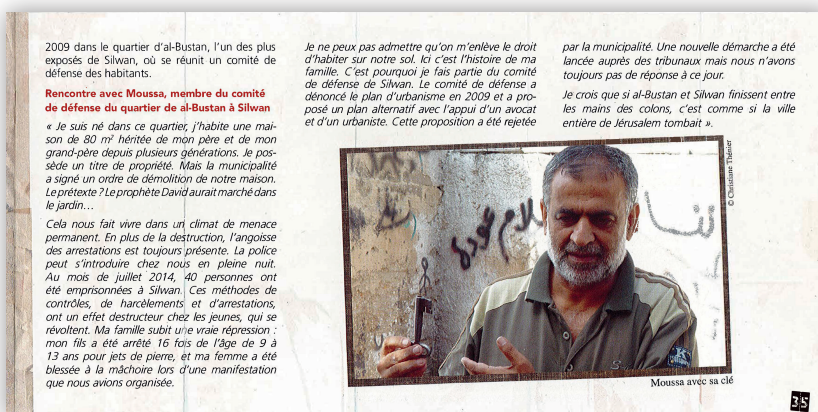 2009 dans le quartier d'al-Bustan, l'un des plus
exposés de Silwan, où se réunit un comité de
défense des habitants.
Rencontre avec Moussa, membre du comité
de défense du quartier de al-Bustan à Silwan
« Je suis né dans ce quartier, j'habite une mai-
son de 80 m² héritée de mon père et de mon
grand-père depuis plusieurs générations. Je pos-
sède un titre de propriété. Mais la municipalité
a signé un ordre de démolition de notre maison.
Le prétexte ? Le prophète David aurait marché dans
le jardin…
Cela nous fait vivre dans un climat de menace
permanent. En plus de la destruction, l'angoisse
des arrestations est toujours présente. La police
peut s'introduire chez nous en pleine nuit.
Au mois de juillet 2014, 40 personnes ont
été emprisonnées à Silwan. Ces méthodes de
contrôles, de harcèlements et d'arrestations,
ont un effet destructeur chez les jeunes, qui se
révoltent. Ma famille subit une vraie répression :
mon fils a été arrêté 16 fois de l'âge de 9 à
13 ans pour jets de pierre, et ma femme a été
blessée à la mâchoire lors d'une manifestation
que nous avions organisée.
Je ne peux pas admettre qu'on m'enlève le droit
d'habiter sur notre sol. Ici c'est l'histoire de ma
famille. C'est pourquoi je fais partie du comité
de défense de Silwan. Le comité de défense a
dénoncé le plan d'urbanisme en 2009 et a pro-
posé un plan alternatif avec l'appui d'un avocat
et d'un urbaniste. Cette proposition a été rejetée
par la municipalité. Une nouvelle démarche a été
lancée auprès des tribunaux mais nous n'avons
toujours pas de réponse à ce jour.
Je crois que si al-Bustan et Silwan finissent entre
les mains des colons, c'est comme si la ville
entière de Jérusalem tombait ».
© Christiane Thénier
Moussa avec sa clé
35